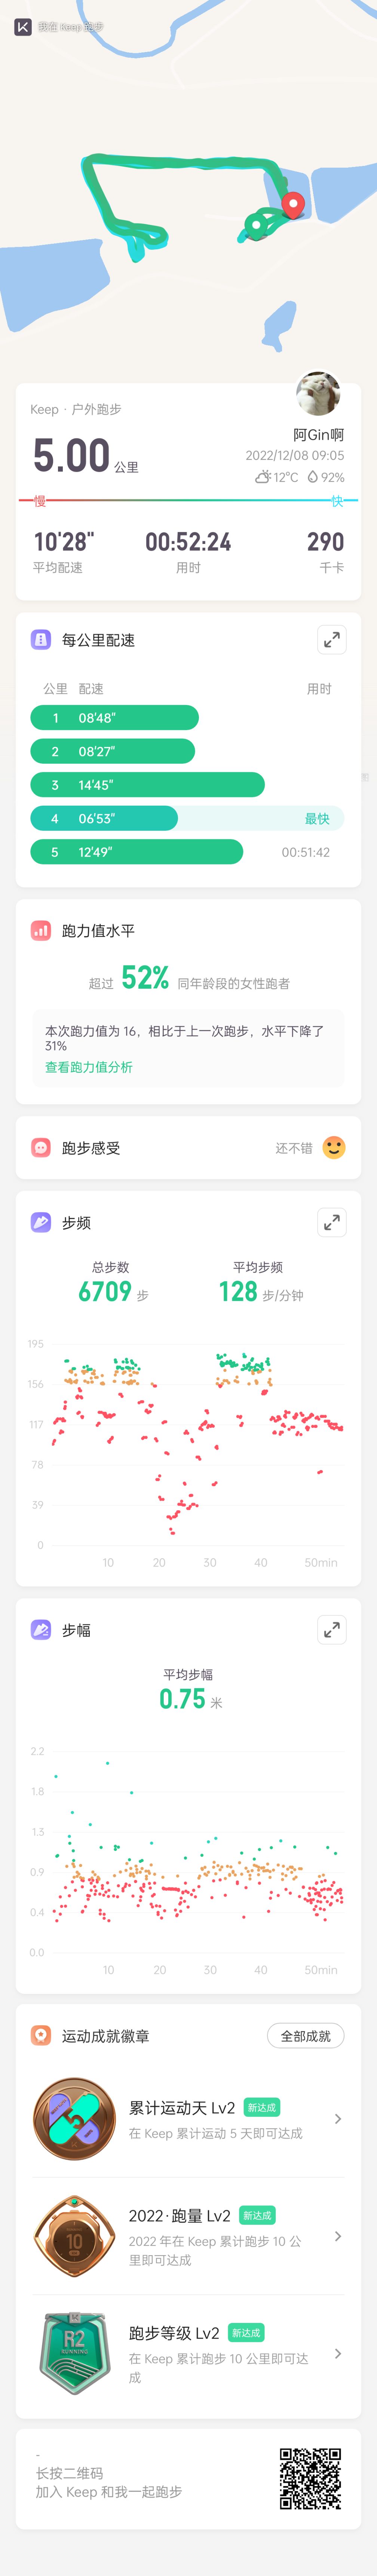 我在 Keep 跑步
Keep · 户外跑步
5.00 公里
阿Gin啊
2022/12/08 09:05
12°C 92%
慢 快
10'28" 00:52:24 290
平均配速 用时 千卡
每公里配速
公里 配速 用时
1 08'48"
2 08'27"
3 14'45"
4 06'53" 最快
5 12'49" 00:51:42
跑力值水平
超过 52% 同年龄段的女性跑者
本次跑力值为 16，相比于上一次跑步，水平下降了
31%
查看跑力值分析
跑步感受 还不错
步频
总步数 平均步频
6709 步 128 步/分钟
195
156
117
78
39
0
10 20 30 40 50min
步幅
平均步幅
0.75 米
2.2
1.8
1.3
0.9
0.4
0.0
10 20 30 40 50min
运动成就徽章 全部成就
累计运动天 Lv2 新达成
在 Keep 累计运动 5 天即可达成
10
2022·跑量 Lv2 新达成
2022 年在 Keep 累计跑步 10 公
里即可达成
R2
RUNNING
跑步等级 Lv2 新达成
在 Keep 累计跑步 10 公里即可达
成
-
长按二维码
加入 Keep 和我一起跑步